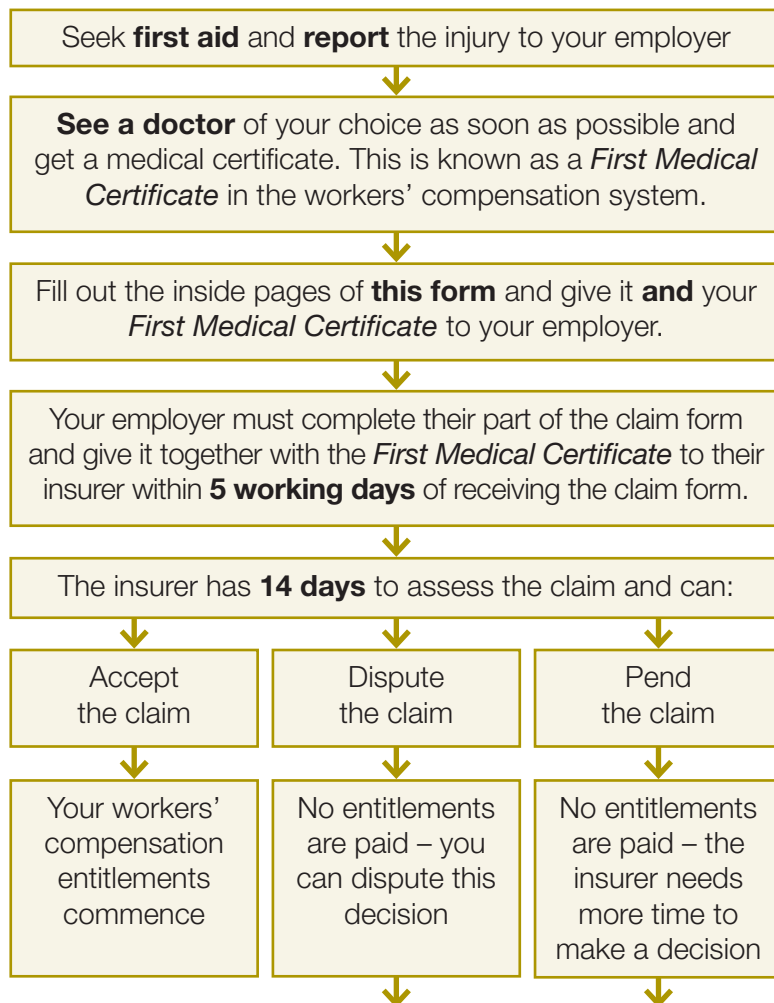 Seek first aid and report the injury to your employer
See a doctor of your choice as soon as possible and
get a medical certificate. This is known as a First Medical
Certificate in the workers’ compensation system.
Fill out the inside pages of this form and give it and your
First Medical Certificate to your employer.
Your employer must complete their part of the claim form
and give it together with the First Medical Certificate to their
insurer within 5 working days of receiving the claim form.
The insurer has 14 days to assess the claim and can:
Accept
the claim
Dispute
the claim
Pend
the claim
Your workers’
compensation
entitlements
commence
No entitlements
are paid – you
can dispute this
decision
No entitlements
are paid – the
insurer needs
more time to
make a decision